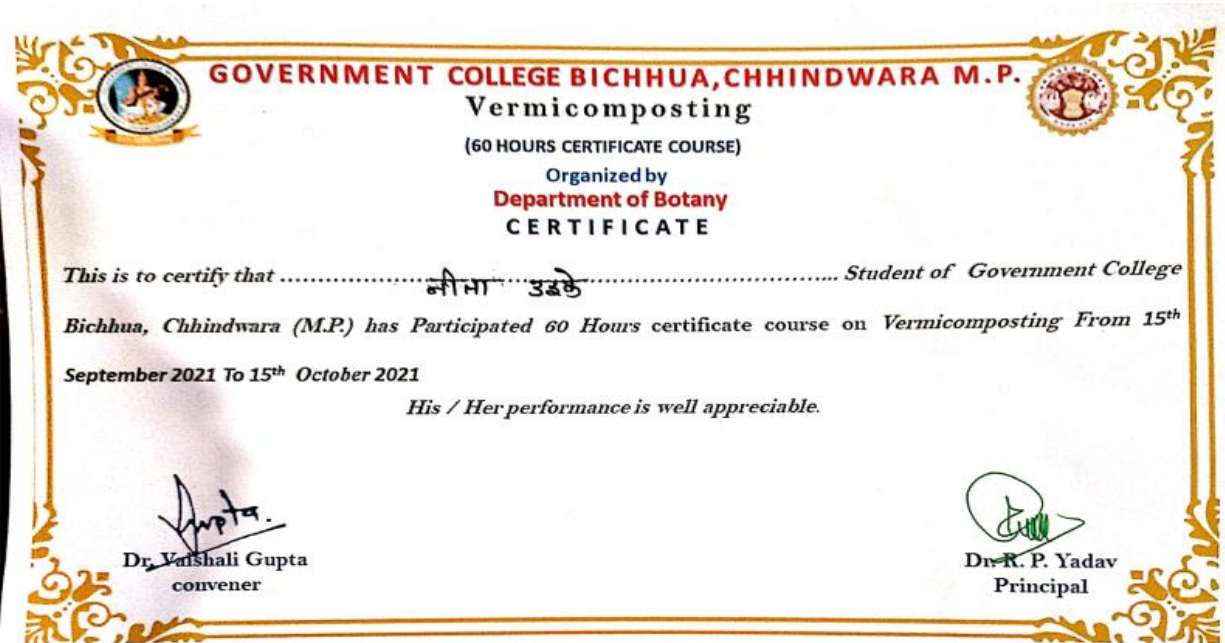 GOVERNMENT COLLEGE BICHHUA,CHHINDWARA M.P.
Vermicomposting
(60 HOURS CERTIFICATE COURSE)
Organized by
Department of Botany
CERTIFICATE
This is to certify that ........................नीमा उइके........................................ Student of Government College
Bichhua, Chhindwara (M.P.) has Participated 60 Hours certificate course on Vermicomposting From 15th
September 2021 To 15th October 2021
His / Her performance is well appreciable.
Gupta.
Dr. Vaishali Gupta
convener
Dr. R. P. Yadav
Principal